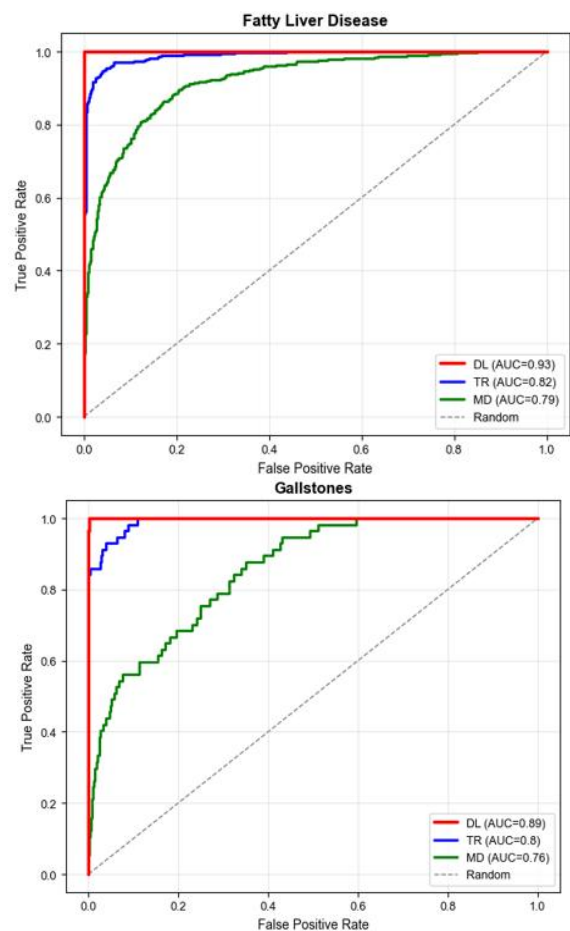 Fatty Liver Disease
1.0
0.8
0.6
0.4
0.2
0.0
True Positive Rate
DL (AUC=0.93)
TR (AUC=0.82)
MD (AUC=0.79)
Random
0.0 0.2 0.4 0.6 0.8 1.0
False Positive Rate
Gallstones
1.0
0.8
0.6
0.4
0.2
0.0
True Positive Rate
DL (AUC=0.89)
TR (AUC=0.8)
MD (AUC=0.76)
Random
0.0 0.2 0.4 0.6 0.8 1.0
False Positive Rate